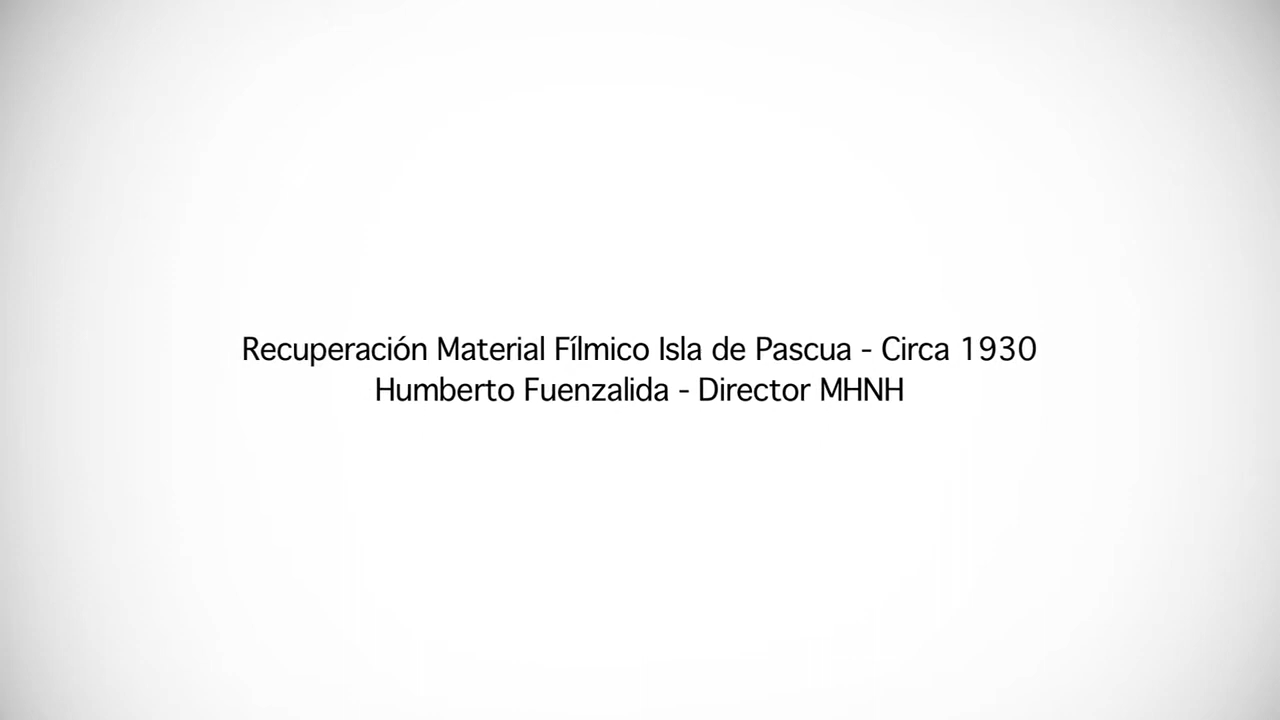 Recuperación Material Fílmico Isla de Pascua - Circa 1930
Humberto Fuenzalida - Director MHNH